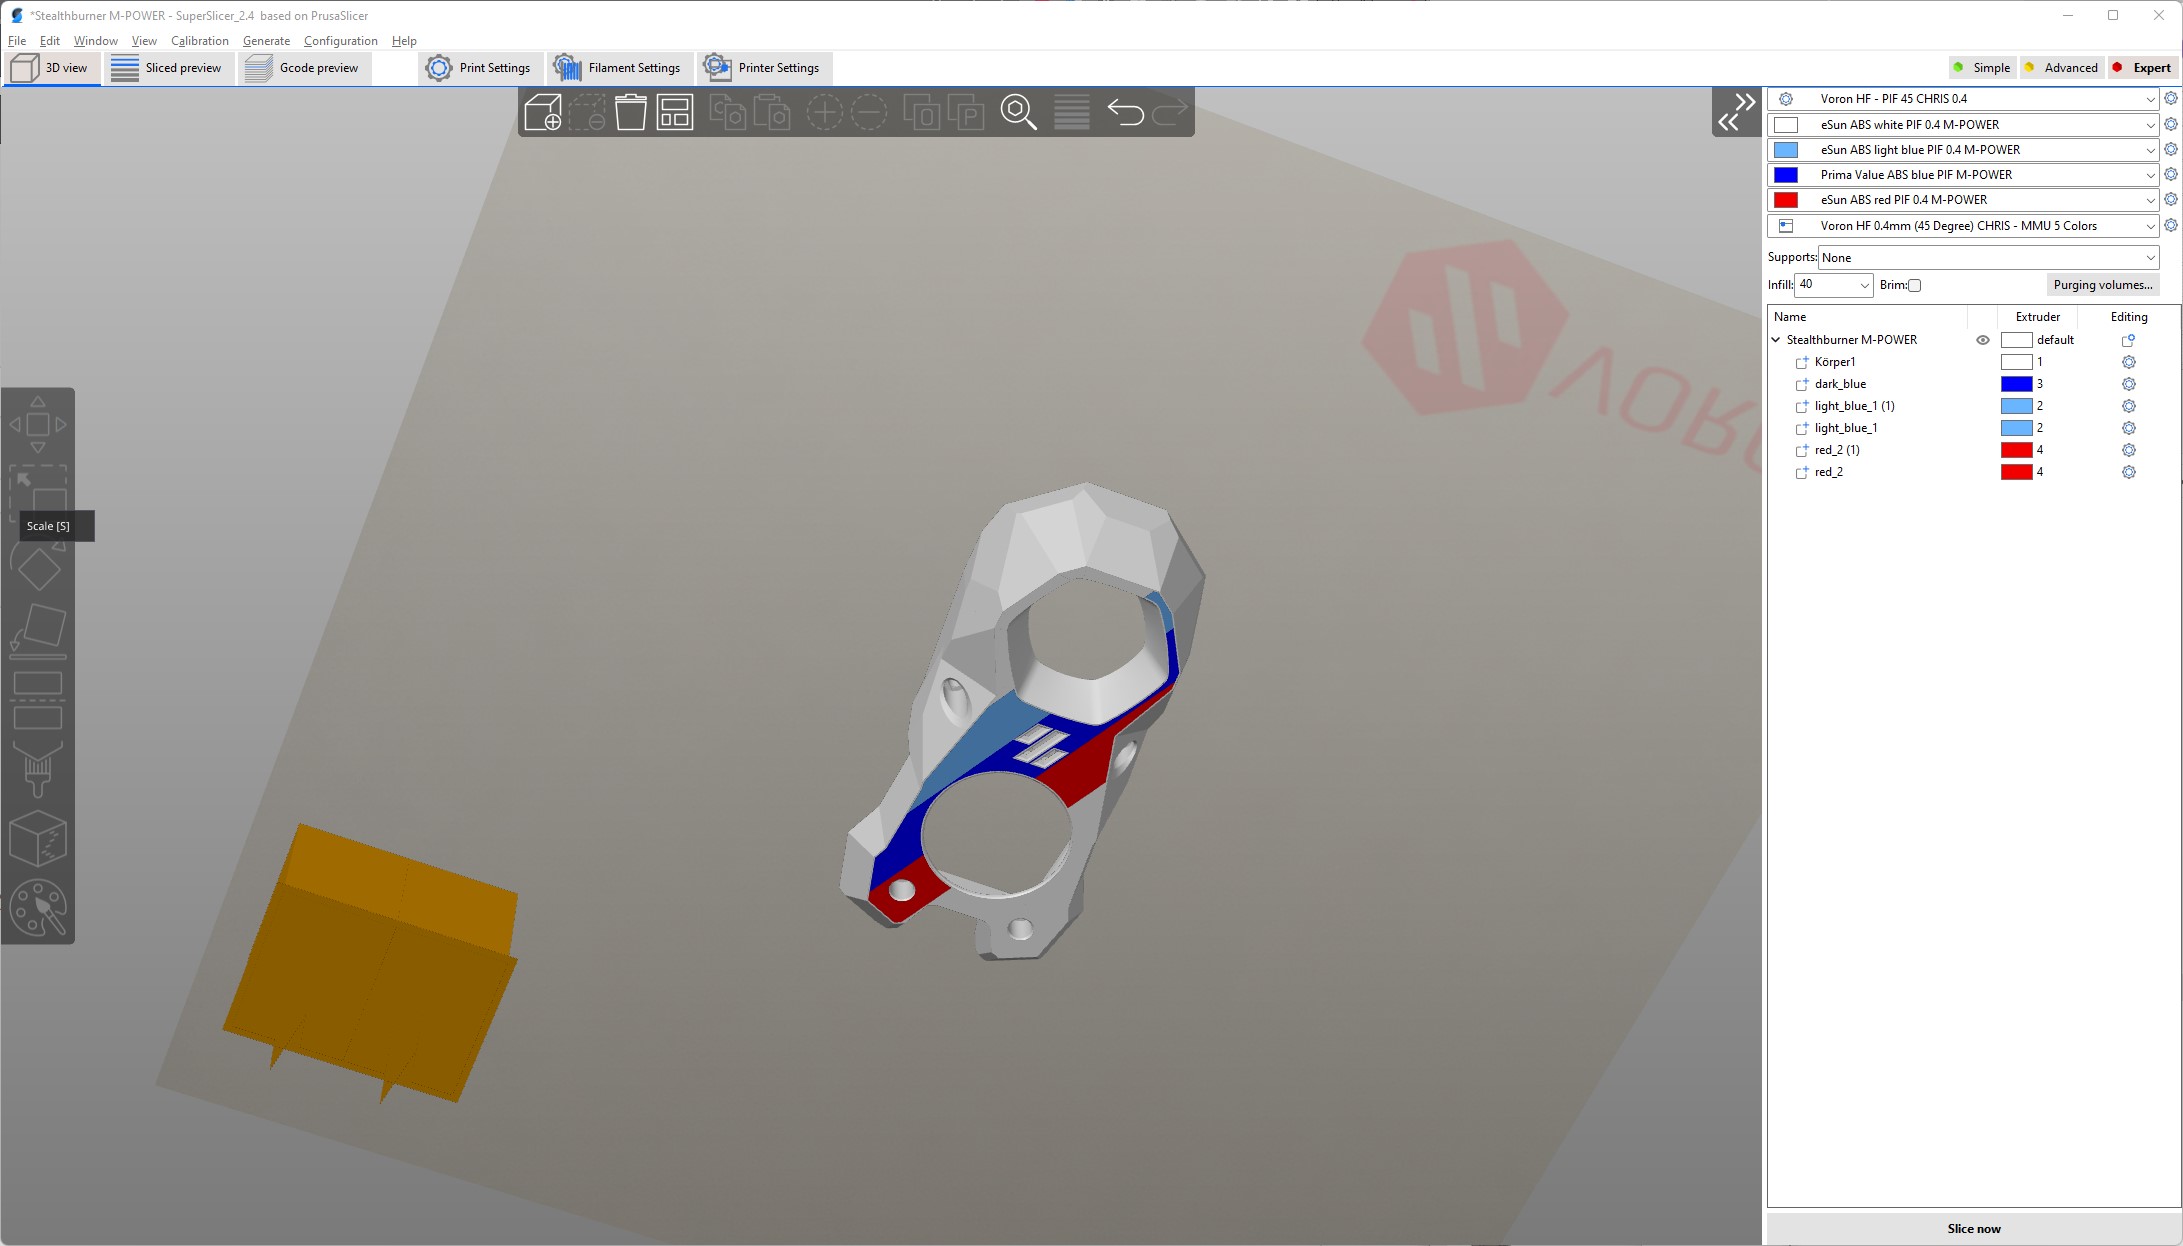 *Stealthburner M-POWER - SuperSlicer_2.4 based on PrusaSlicer
File Edit Window View Calibration Generate Configuration Help
3D view Sliced preview Gcode preview Print Settings Filament Settings Printer Settings Simple Advanced Expert
Voron HF - PIF 45 CHRIS 0.4
eSun ABS white PIF 0.4 M-POWER
eSun ABS light blue PIF 0.4 M-POWER
Prima Value ABS blue PIF M-POWER
eSun ABS red PIF 0.4 M-POWER
Voron HF 0.4mm (45 Degree) CHRIS - MMU 5 Colors
Supports: None
Infill: 40 Brim: Purging volumes...
Name Extruder Editing
Stealthburner M-POWER default
Körper1 1
dark_blue 3
light_blue_1 (1) 2
light_blue_1 2
red_2 (1) 4
red_2 4
VORO
Scale [S]
Slice now